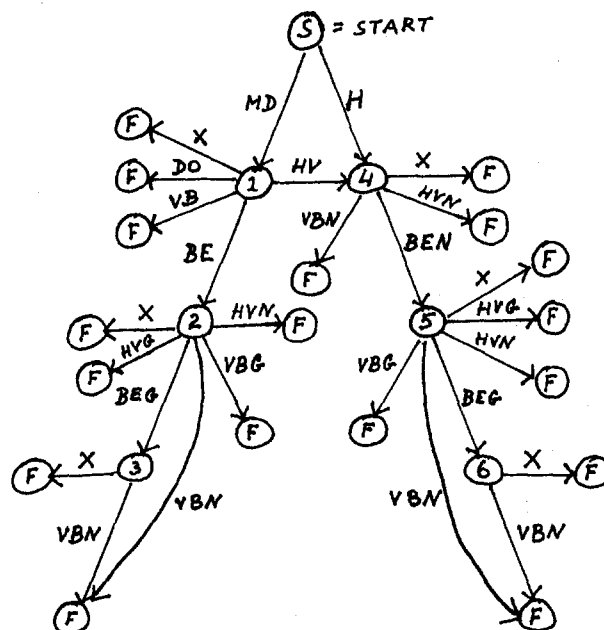 S = START
MD H
F X
F DO 1 HV 4 X F
F VB VBN HVN F
BE F BEN
X F
F X 2 HVN F 5 HVG F
F HVG HVN F
BEG VBG F VBG F BEG
F X 3 6 X F
VBN VBN VBN VBN
F F